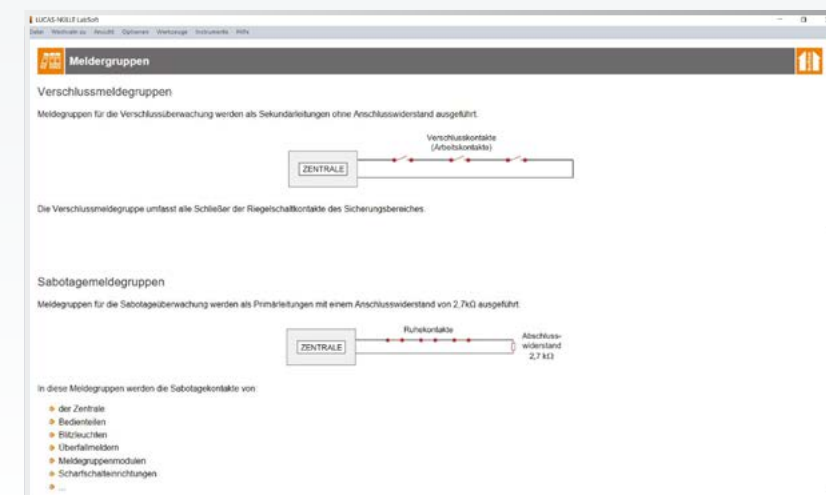 LUCAS-NÜLLE LabSoft
Datei Wechseln zu Ansicht Optionen Werkzeuge Instrumente Hilfe
Meldergruppen
Verschlussmeldegruppen
Meldegruppen für die Verschlussüberwachung werden als Sekundärleitungen ohne Anschlusswiderstand ausgeführt.
Verschlusskontakte
(Arbeitskontakte)
ZENTRALE
Die Verschlussmeldegruppe umfasst alle Schließer der Riegelschaltkontakte des Sicherungsbereiches.
Sabotagemeldegruppen
Meldegruppen für die Sabotageüberwachung werden als Primärleitungen mit einem Anschlusswiderstand von 2,7kΩ ausgeführt.
Ruhekontakte
ZENTRALE
Abschluss-
widerstand
2,7 kΩ
In diese Meldegruppen werden die Sabotagekontakte von:
der Zentrale
Bedienteilen
Blitzleuchten
Überfallmeldern
Meldegruppenmodulen
Scharfschalteinrichtungen
...